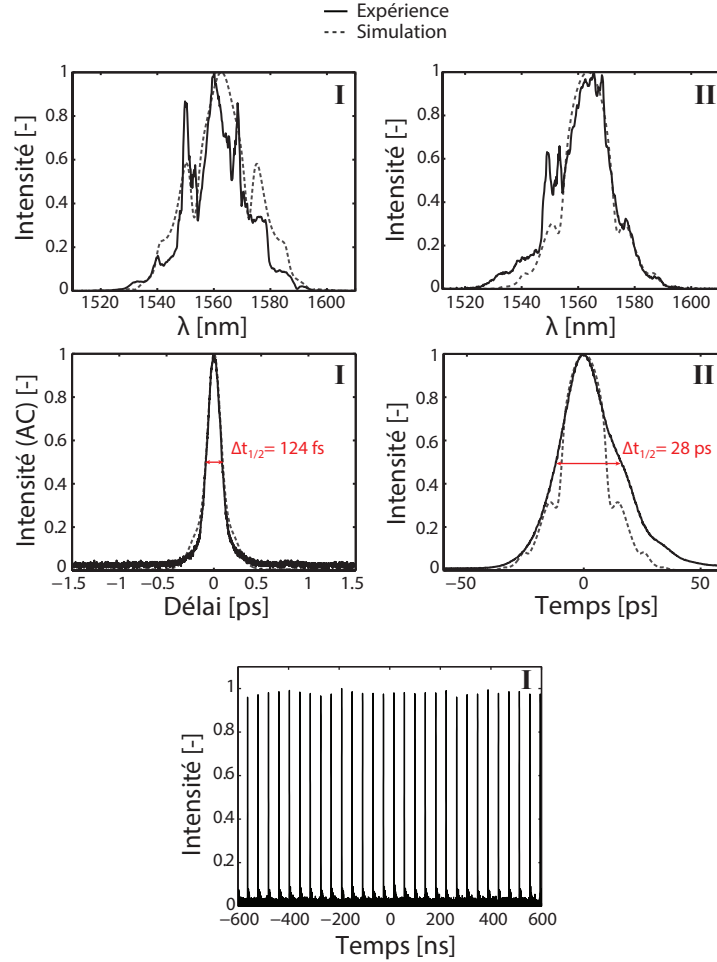 Expérience
Simulation
I
Intensité [-]
1
0.8
0.6
0.4
0.2
0
1520 1540 1560 1580 1600
λ [nm]
II
Intensité [-]
1
0.8
0.6
0.4
0.2
0
1520 1540 1560 1580 1600
λ [nm]
I
Intensité (AC) [-]
1
0.8
0.6
0.4
0.2
0
Δt1/2= 124 fs
−1.5 −1 −0.5 0 0.5 1 1.5
Délai [ps]
II
Intensité [-]
1
0.8
0.6
0.4
0.2
0
Δt1/2= 28 ps
−50 0 50
Temps [ps]
I
Intensité [-]
1
0.8
0.6
0.4
0.2
0
−600 −400 −200 0 200 400 600
Temps [ns]